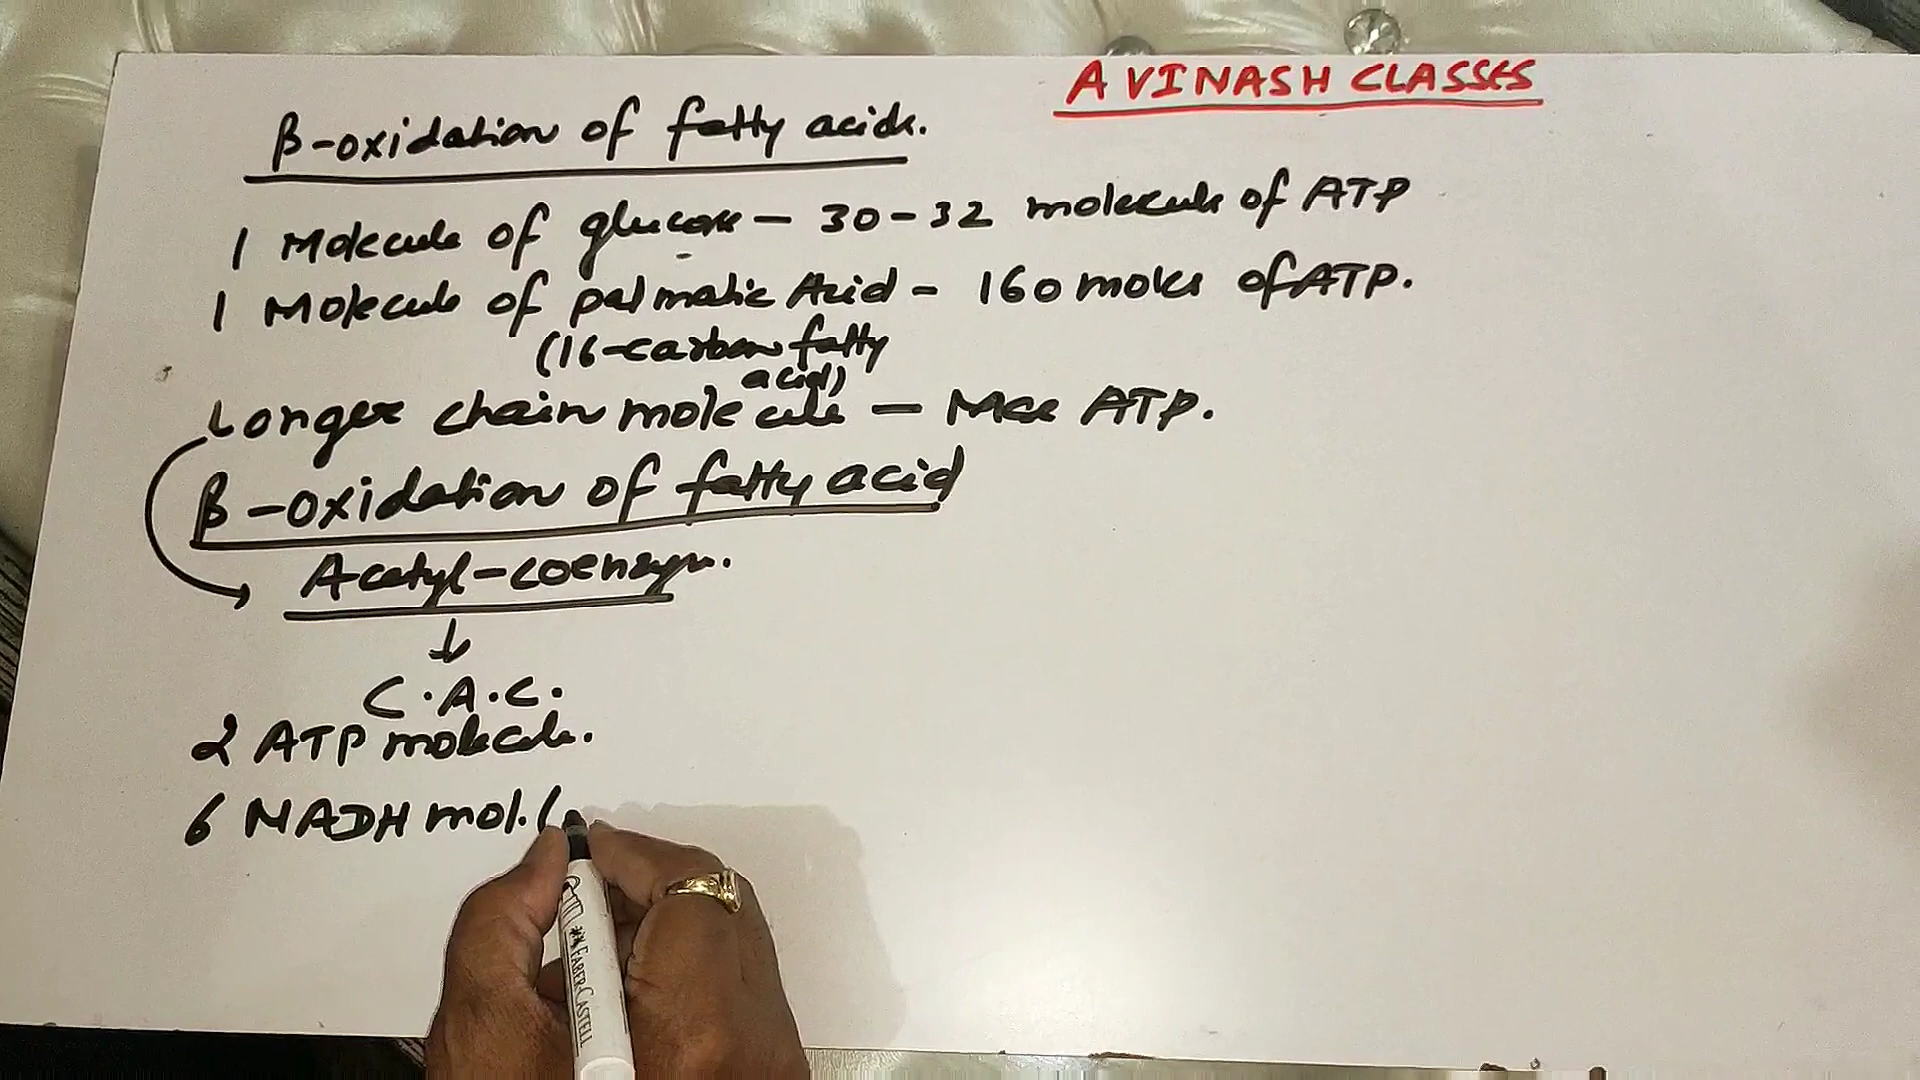 AVINASH CLASSES
β-oxidation of fatty acids.
1 Molecule of glucose - 30-32 molecule of ATP
1 Molecule of palmatic Acid - 160 moles of ATP.
(16-carbon fatty
acid)
Longer chain molecule - ATP.
β-oxidation of fatty acid
Acetyl-coenzym.
↓
C.A.C.
2 ATP molecule.
6 NADH mol. (
FABER-CASTELL